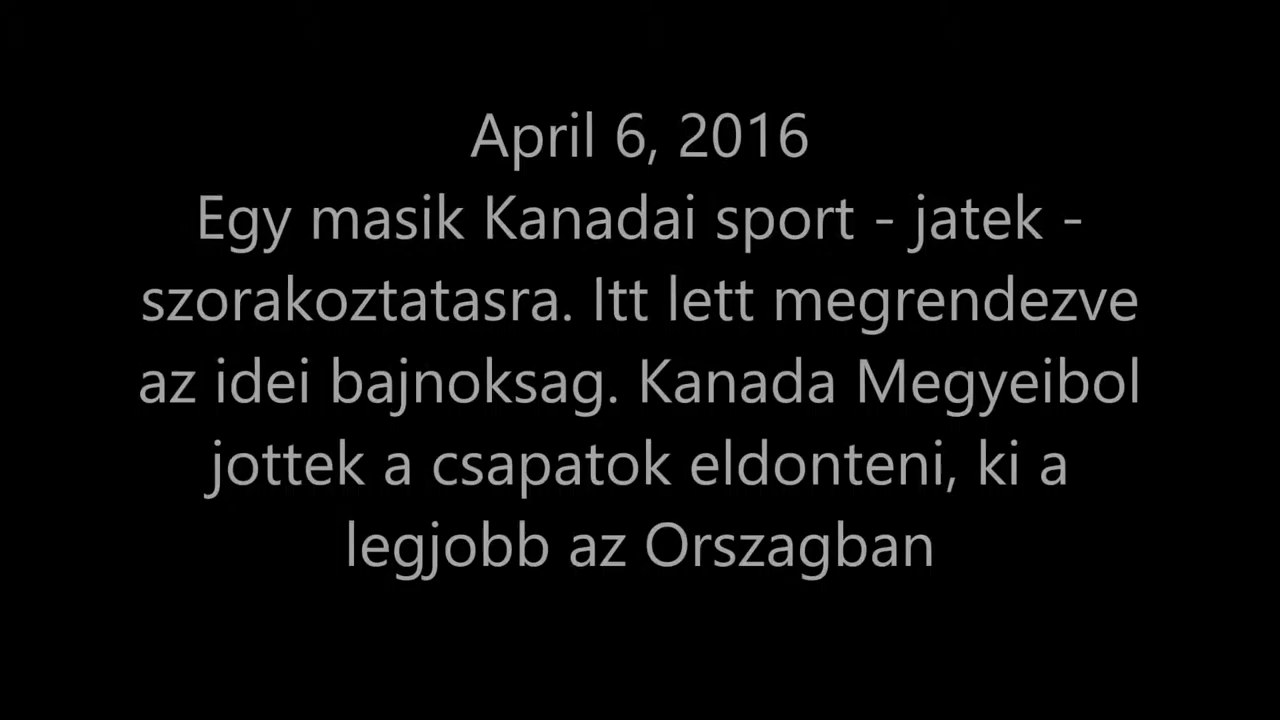 April 6, 2016
Egy masik Kanadai sport - jatek -
szorakoztatasra. Itt lett megrendezve
az idei bajnoksag. Kanada Megyeibol
jottek a csapatok eldonteni, ki a
legjobb az Orszagban